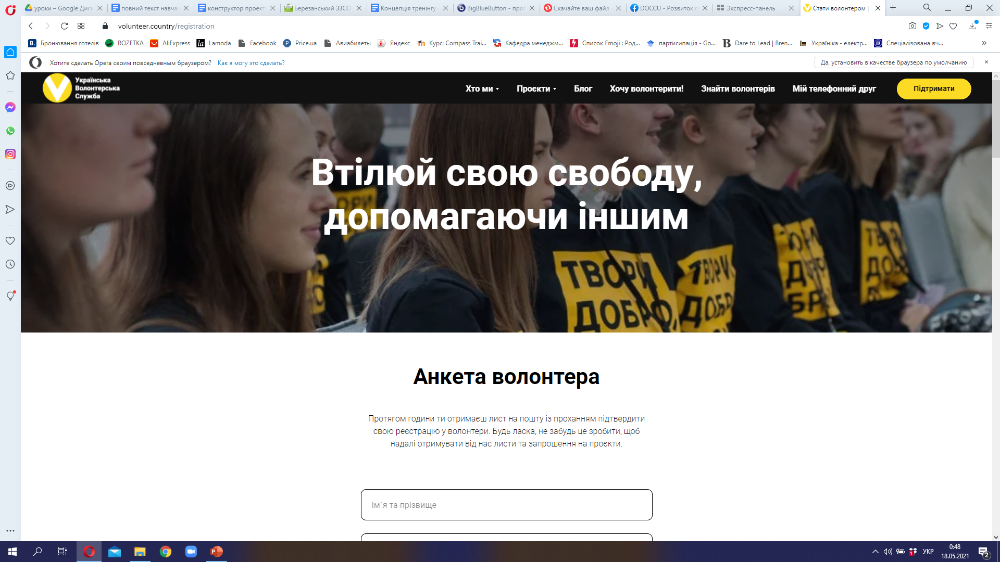 уроки – Google Диск
повний текст навча
конструктор проект
Березанський ЗЗСО
Концепція тренінгу
BigBlueButton - про
Скачайте ваш файл
DOCCU - Розвиток г
Экспресс-панель
Стати волонтером |
volunteer.country/registration
Бронювання готелів
ROZETKA
AliExpress
Lamoda
Facebook
Price.ua
Авиабилеты
Яндекс
Курс: Compass Trai...
Кафедра менеджм...
Список Emoji : Род...
партисипація - Go...
Dare to Lead | Bren...
Україніка - електр...
Спеціалізована вч...
Хотите сделать Opera своим повседневным браузером? Как я могу это сделать?
Да, установить в качестве браузера по умолчанию
Українська
Волонтерська
Служба
Хто ми
Проєкти
Блог
Хочу волонтерити!
Знайти волонтерів
Мій телефонний друг
Підтримати
Втілюй свою свободу,
допомагаючи іншим
ТВОРИ
ДОБРО.
Анкета волонтера
Протягом години ти отримаєш лист на пошту із проханням підтвердити
свою реєстрацію у волонтери. Будь ласка, не забудь це зробити, щоб
надалі отримувати від нас листи та запрошення на проєкти.
Ім`я та прізвище
УКР
0:48
18.05.2021
2